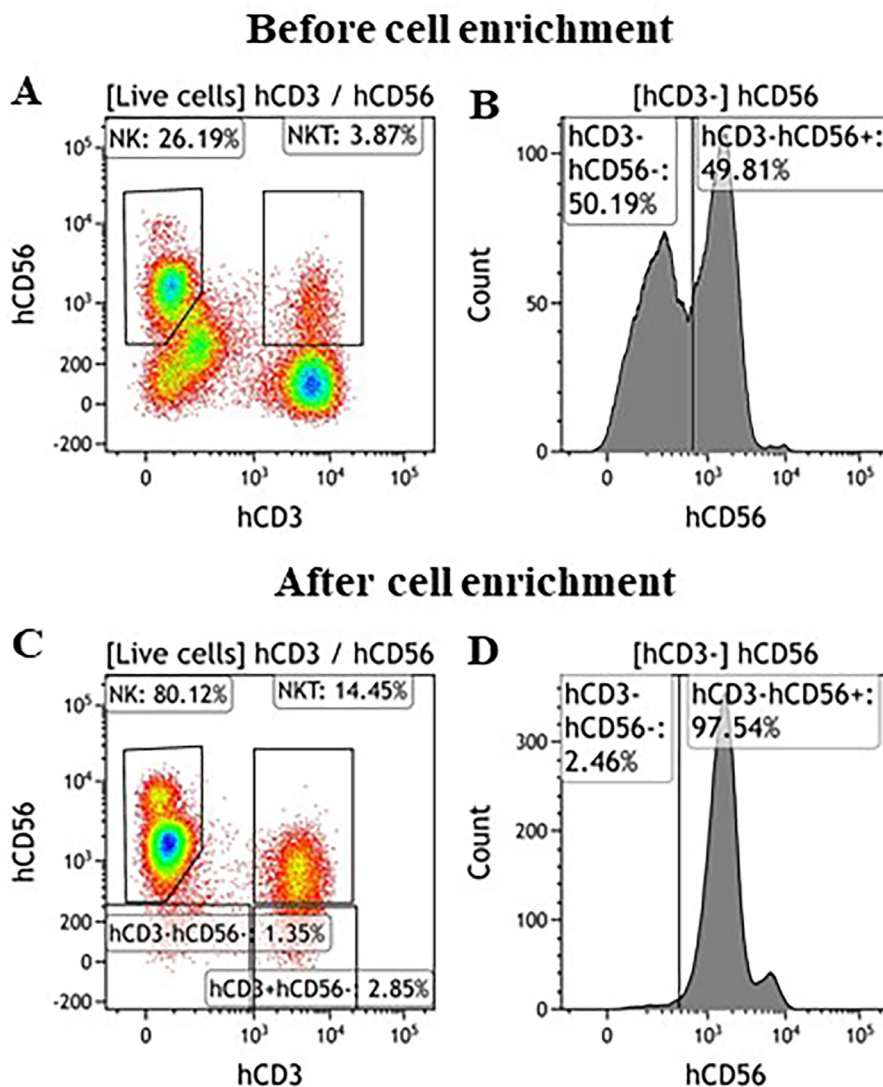 Before cell enrichment
A
[Live cells] hCD3 / hCD56
NK: 26.19%
NKT: 3.87%
10⁵
10⁴
10³
200
0
-200
hCD56
0
10³
10⁴
10⁵
hCD3
B
[hCD3-] hCD56
hCD3-
hCD56-:
50.19%
hCD3-hCD56+:
49.81%
100
50
0
Count
0
10³
10⁴
10⁵
hCD56
After cell enrichment
C
[Live cells] hCD3 / hCD56
NK: 80.12%
NKT: 14.45%
10⁵
10⁴
10³
200
0
-200
hCD56
hCD3-hCD56-: 1.35%
hCD3+hCD56-: 2.85%
0
10³
10⁴
10⁵
hCD3
D
[hCD3-] hCD56
hCD3-
hCD56-:
2.46%
hCD3-hCD56+:
97.54%
300
200
100
0
Count
0
10³
10⁴
10⁵
hCD56